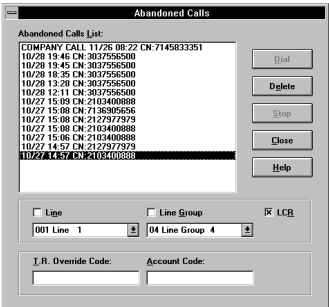 Abandoned Calls
Abandoned Calls List:
COMPANY CALL 11/26 08:22 CN:7145833351
10/28 19:46 CN:3037556500
10/28 19:45 CN:3037556500
10/28 18:35 CN:3037556500
10/28 13:28 CN:3037556500
10/28 12:11 CN:3037556500
10/27 15:09 CN:2103400888
10/27 15:08 CN:7136905656
10/27 15:08 CN:2127977979
10/27 15:08 CN:2103400888
10/27 15:06 CN:2103400888
10/27 14:57 CN:2127977979
10/27 14:57 CN:2103400888
Dial
Delete
Stop
Close
Help
Line
Line Group
LCR
001 Line 1
04 Line Group 4
T.R. Override Code:
Account Code: